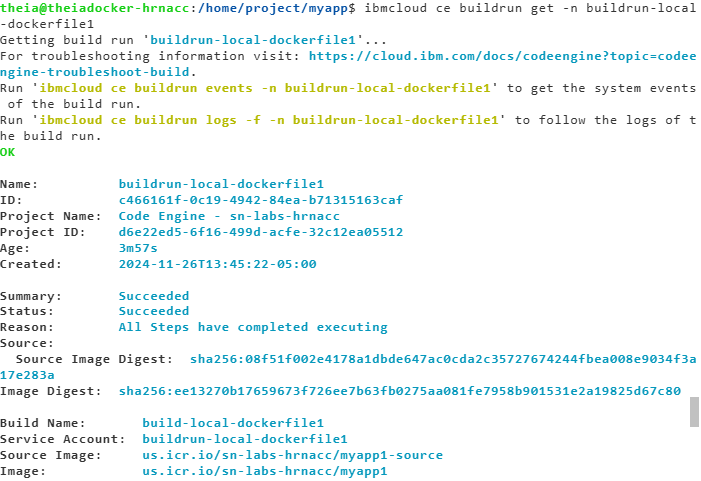 theia@theiadocker-hrnacc:/home/project/myapp$ ibmcloud ce buildrun get -n buildrun-local
-dockerfile1
Getting build run 'buildrun-local-dockerfile1'...
For troubleshooting information visit: https://cloud.ibm.com/docs/codeengine?topic=codee
ngine-troubleshoot-build.
Run 'ibmcloud ce buildrun events -n buildrun-local-dockerfile1' to get the system events
 of the build run.
Run 'ibmcloud ce buildrun logs -f -n buildrun-local-dockerfile1' to follow the logs of t
he build run.
OK

Name:          buildrun-local-dockerfile1
ID:            c466161f-0c19-4942-84ea-b71315163caf
Project Name:  Code Engine - sn-labs-hrnacc
Project ID:    d6e22ed5-6f16-499d-acfe-32c12ea05512
Age:           3m57s
Created:       2024-11-26T13:45:22-05:00

Summary:       Succeeded
Status:        Succeeded
Reason:        All Steps have completed executing
Source:
  Source Image Digest:  sha256:08f51f002e4178a1dbde647ac0cda2c35727674244fbea008e9034f3a
17e283a
Image Digest:  sha256:ee13270b17659673f726ee7b63fb0275aa081fe7958b901531e2a19825d67c80

Build Name:       build-local-dockerfile1
Service Account:  buildrun-local-dockerfile1
Source Image:     us.icr.io/sn-labs-hrnacc/myapp1-source
Image:            us.icr.io/sn-labs-hrnacc/myapp1